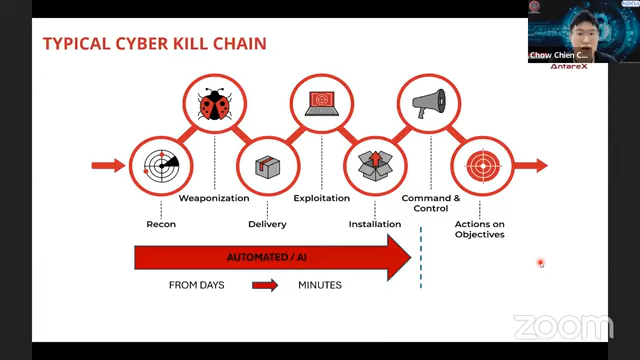 TYPICAL CYBER KILL CHAIN
Chow Chien C...
AntareX
Weaponization
Exploitation
Command &
Control
Recon
Delivery
Installation
Actions on
Objectives
AUTOMATED / AI
FROM DAYS
MINUTES
zoom